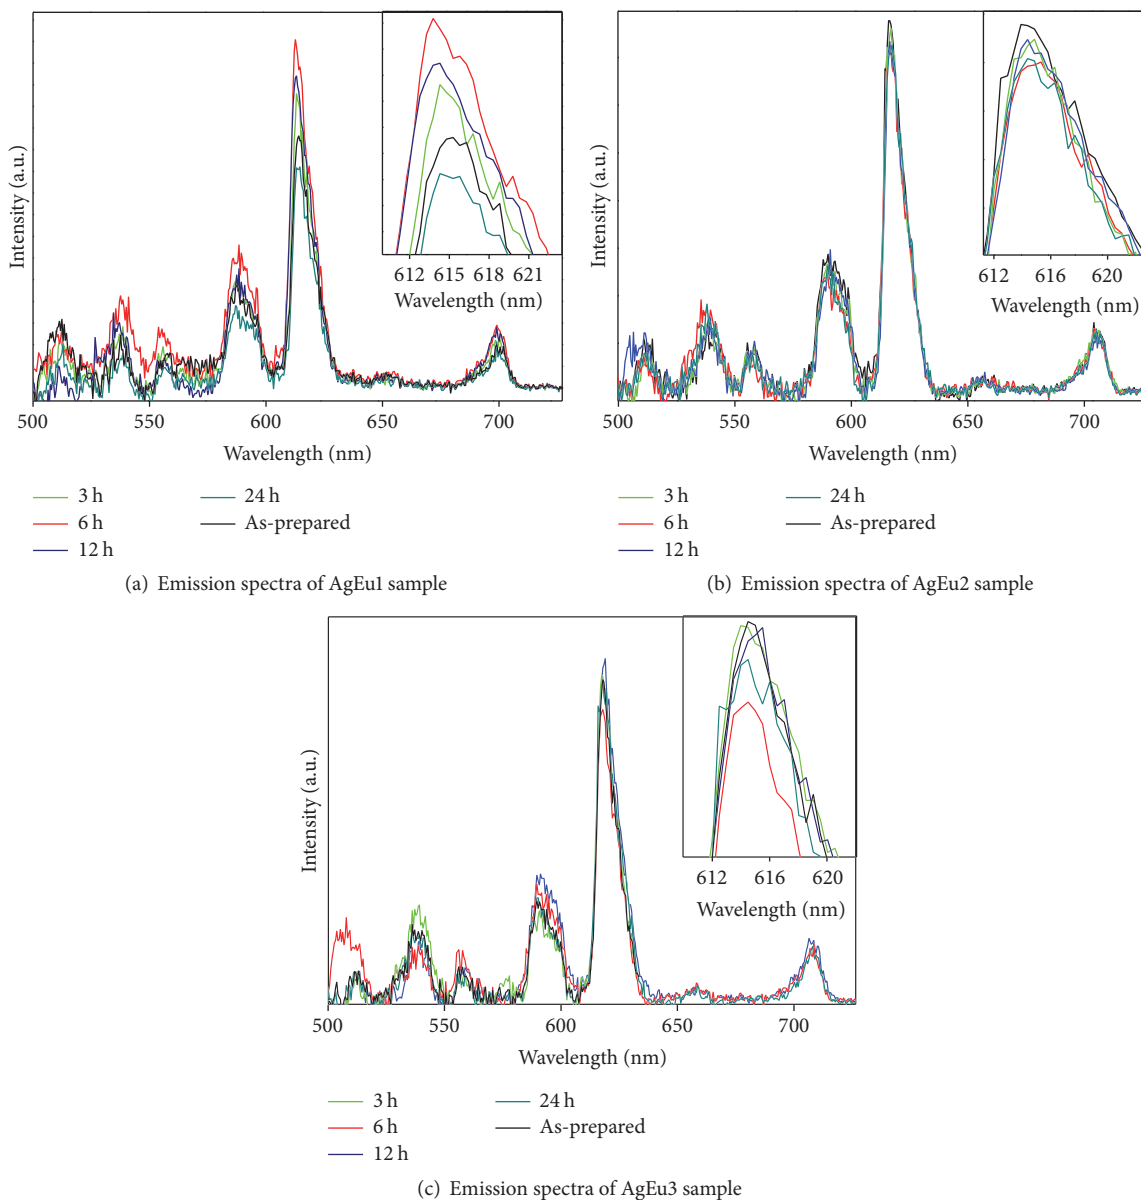 Intensity (a.u.)
612 615 618 621
Wavelength (nm)
500 550 600 650 700
Wavelength (nm)
3 h
6 h
12 h
24 h
As-prepared
(a) Emission spectra of AgEu1 sample
Intensity (a.u.)
612 616 620
Wavelength (nm)
500 550 600 650 700
Wavelength (nm)
3 h
6 h
12 h
24 h
As-prepared
(b) Emission spectra of AgEu2 sample
Intensity (a.u.)
612 616 620
Wavelength (nm)
500 550 600 650 700
Wavelength (nm)
3 h
6 h
12 h
24 h
As-prepared
(c) Emission spectra of AgEu3 sample